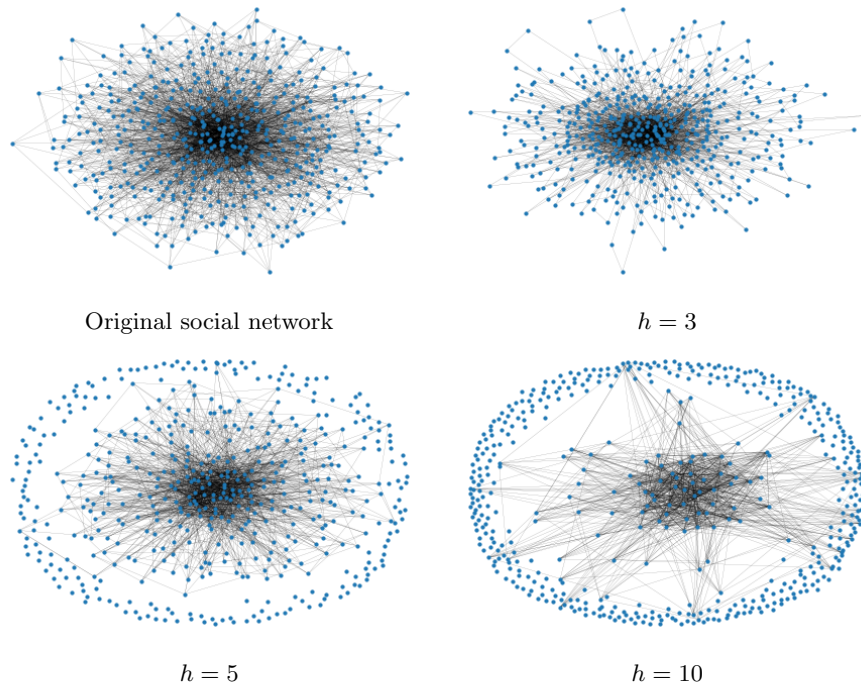 Original social network
h = 3
h = 5
h = 10